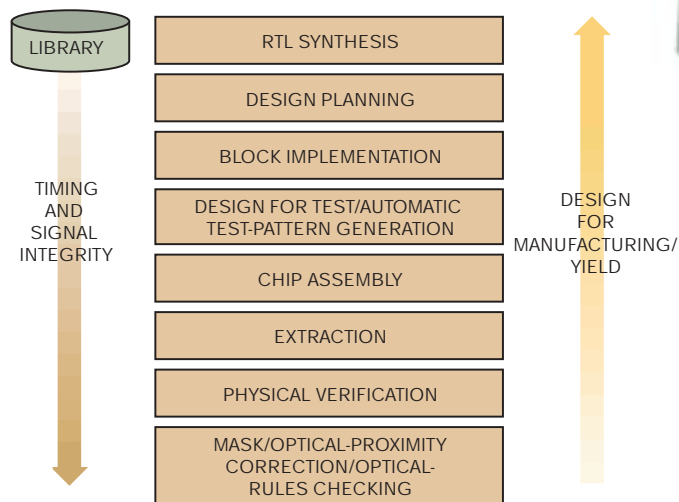 LIBRARY
RTL SYNTHESIS
DESIGN PLANNING
BLOCK IMPLEMENTATION
TIMING
AND
SIGNAL
INTEGRITY
DESIGN FOR TEST/AUTOMATIC
TEST-PATTERN GENERATION
DESIGN
FOR
MANUFACTURING/
YIELD
CHIP ASSEMBLY
EXTRACTION
PHYSICAL VERIFICATION
MASK/OPTICAL-PROXIMITY
CORRECTION/OPTICAL-
RULES CHECKING